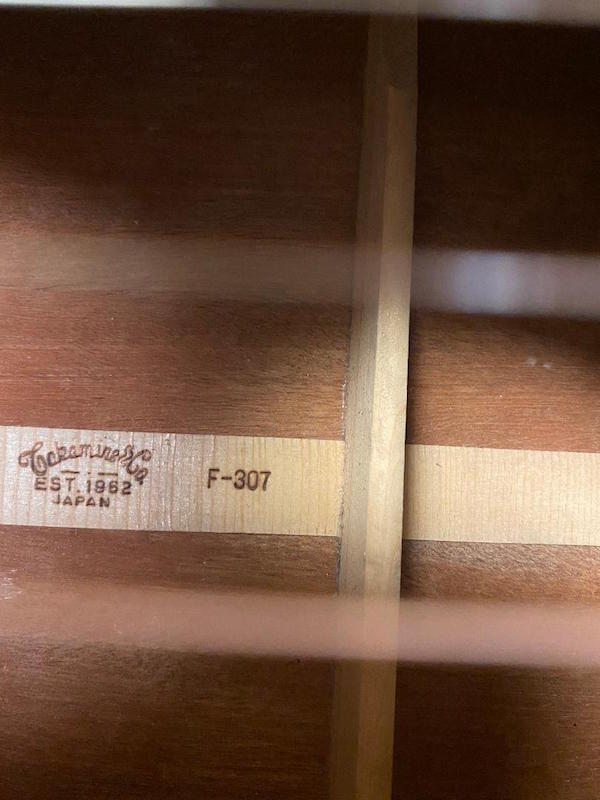 Takamine & Co.
EST. 1962
JAPAN
F-307